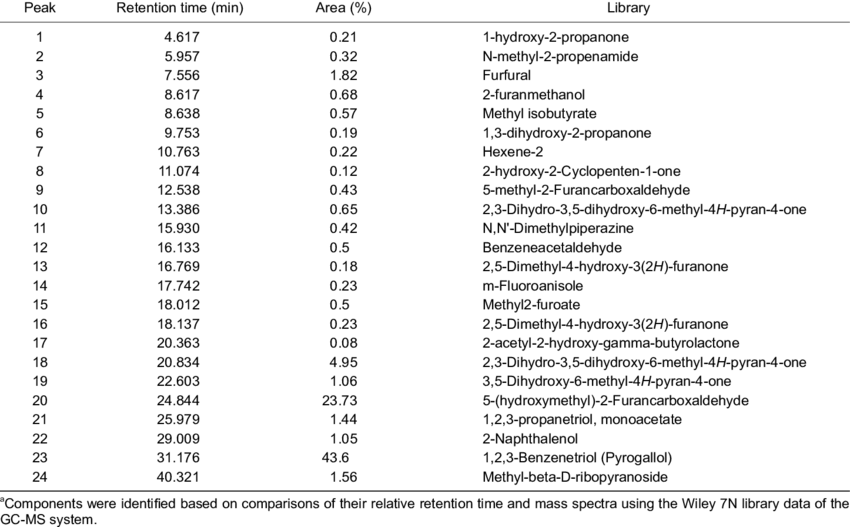 Peak Retention time (min) Area (%) Library
1 4.617 0.21 1-hydroxy-2-propanone
2 5.957 0.32 N-methyl-2-propenamide
3 7.556 1.82 Furfural
4 8.617 0.68 2-furanmethanol
5 8.638 0.57 Methyl isobutyrate
6 9.753 0.19 1,3-dihydroxy-2-propanone
7 10.763 0.22 Hexene-2
8 11.074 0.12 2-hydroxy-2-Cyclopenten-1-one
9 12.538 0.43 5-methyl-2-Furancarboxaldehyde
10 13.386 0.65 2,3-Dihydro-3,5-dihydroxy-6-methyl-4H-pyran-4-one
11 15.930 0.42 N,N'-Dimethylpiperazine
12 16.133 0.5 Benzeneacetaldehyde
13 16.769 0.18 2,5-Dimethyl-4-hydroxy-3(2H)-furanone
14 17.742 0.23 m-Fluoroanisole
15 18.012 0.5 Methyl2-furoate
16 18.137 0.23 2,5-Dimethyl-4-hydroxy-3(2H)-furanone
17 20.363 0.08 2-acetyl-2-hydroxy-gamma-butyrolactone
18 20.834 4.95 2,3-Dihydro-3,5-dihydroxy-6-methyl-4H-pyran-4-one
19 22.603 1.06 3,5-Dihydroxy-6-methyl-4H-pyran-4-one
20 24.844 23.73 5-(hydroxymethyl)-2-Furancarboxaldehyde
21 25.979 1.44 1,2,3-propanetriol, monoacetate
22 29.009 1.05 2-Naphthalenol
23 31.176 43.6 1,2,3-Benzenetriol (Pyrogallol)
24 40.321 1.56 Methyl-beta-D-ribopyranoside
aComponents were identified based on comparisons of their relative retention time and mass spectra using the Wiley 7N library data of the
GC-MS system.